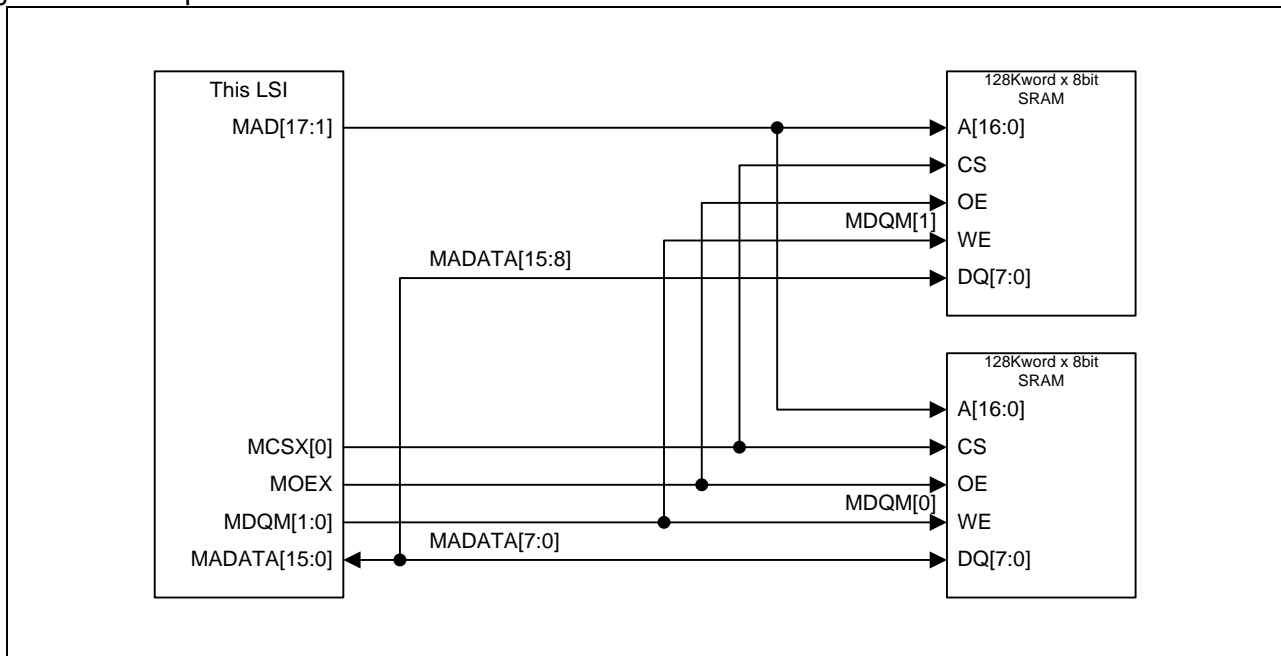 This LSI
MAD[17:1]
MCSX[0]
MOEX
MDQM[1:0]
MADATA[15:0]
MADATA[15:8]
MADATA[7:0]
MDQM[1]
MDQM[0]
128Kword x 8bit
SRAM
A[16:0]
CS
OE
WE
DQ[7:0]
128Kword x 8bit
SRAM
A[16:0]
CS
OE
WE
DQ[7:0]